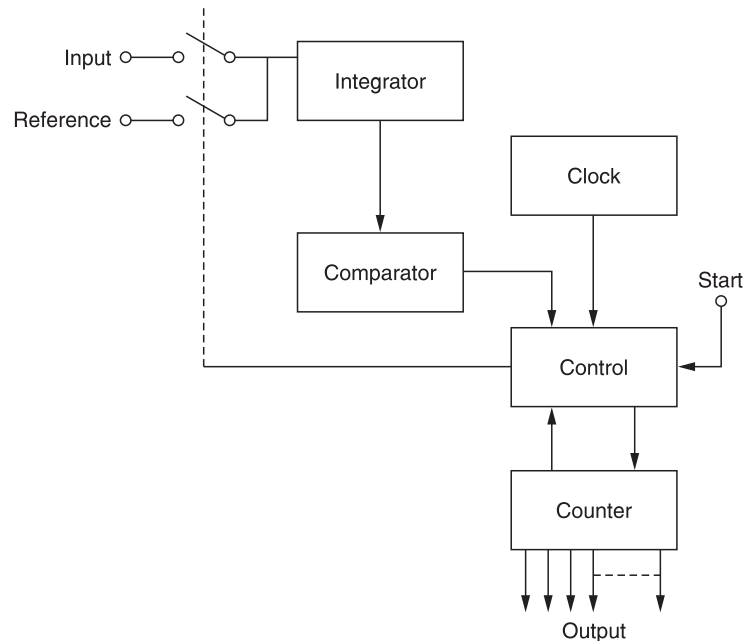 Input
Integrator
Reference
Clock
Comparator
Start
Control
Counter
Output